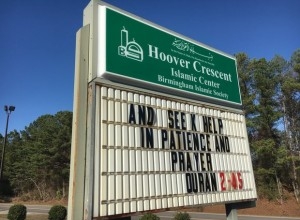 Hoover Crescent
Islamic Center
Birmingham Islamic Society
AND SEEK HELP
IN PATIENCE AND
PRAYER
QURAN 2:45